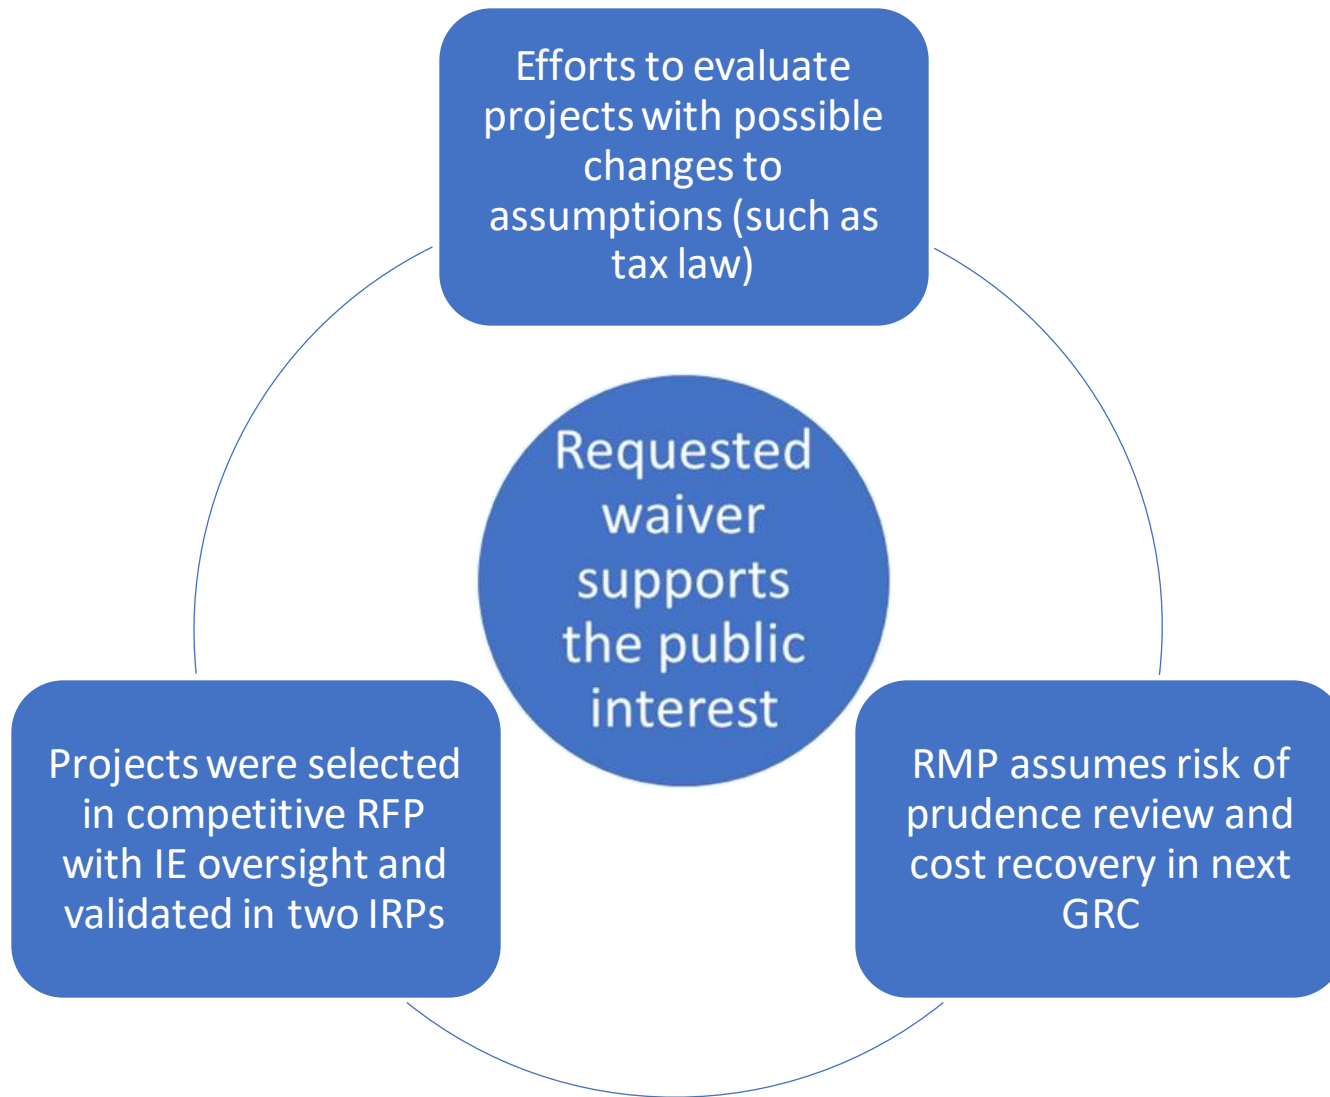 Efforts to evaluate
projects with possible
changes to
assumptions (such as
tax law)
Requested
waiver
supports
the public
interest
Projects were selected
in competitive RFP
with IE oversight and
validated in two IRPs
RMP assumes risk of
prudence review and
cost recovery in next
GRC